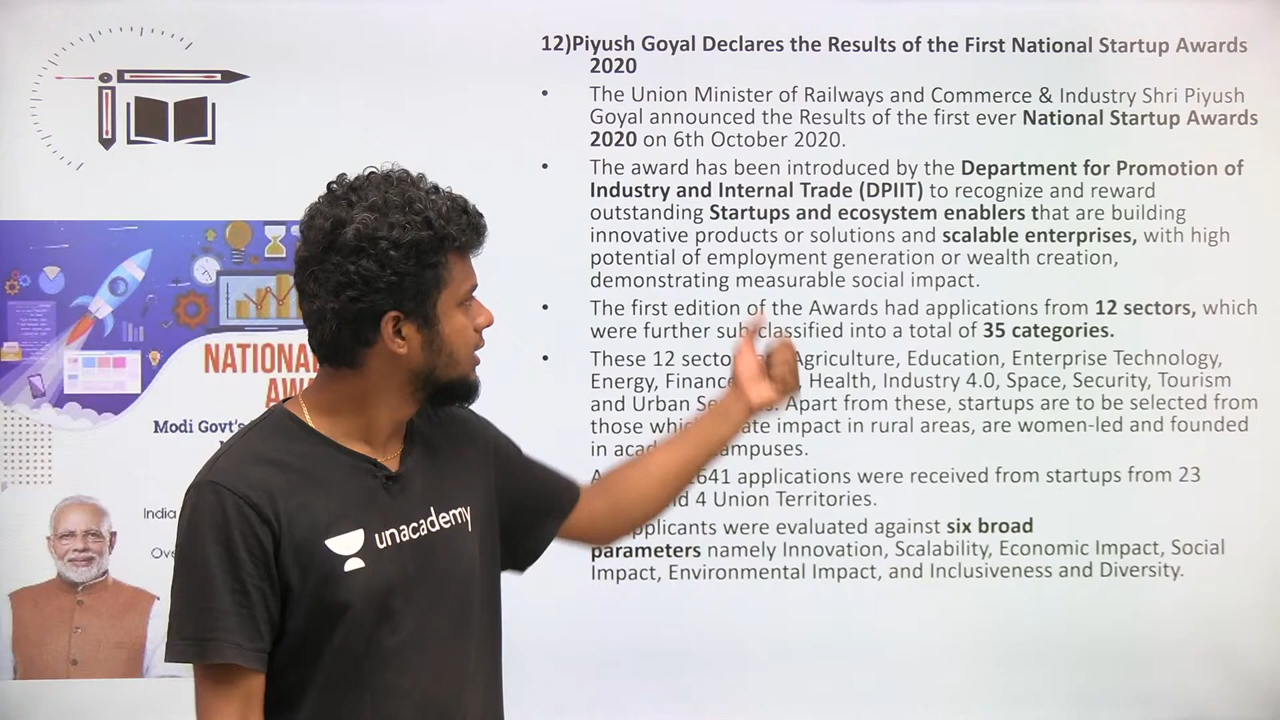 12)Piyush Goyal Declares the Results of the First National Startup Awards
2020
• The Union Minister of Railways and Commerce & Industry Shri Piyush
Goyal announced the Results of the first ever National Startup Awards
2020 on 6th October 2020.
• The award has been introduced by the Department for Promotion of
Industry and Internal Trade (DPIIT) to recognize and reward
outstanding Startups and ecosystem enablers that are building
innovative products or solutions and scalable enterprises, with high
potential of employment generation or wealth creation,
demonstrating measurable social impact.
• The first edition of the Awards had applications from 12 sectors, which
were further sub-classified into a total of 35 categories.
• These 12 Agriculture, Education, Enterprise Technology,
Energy, Finance Health, Industry 4.0, Space, Security, Tourism
and Urban Apart from these, startups are to be selected from
those impact in rural areas, are women-led and founded
in
641 applications were received from startups from 23
4 Union Territories.
were evaluated against six broad
parameters namely Innovation, Scalability, Economic Impact, Social
Impact, Environmental Impact, and Inclusiveness and Diversity.
NATIONAL
Modi Govt's
India
unacademy